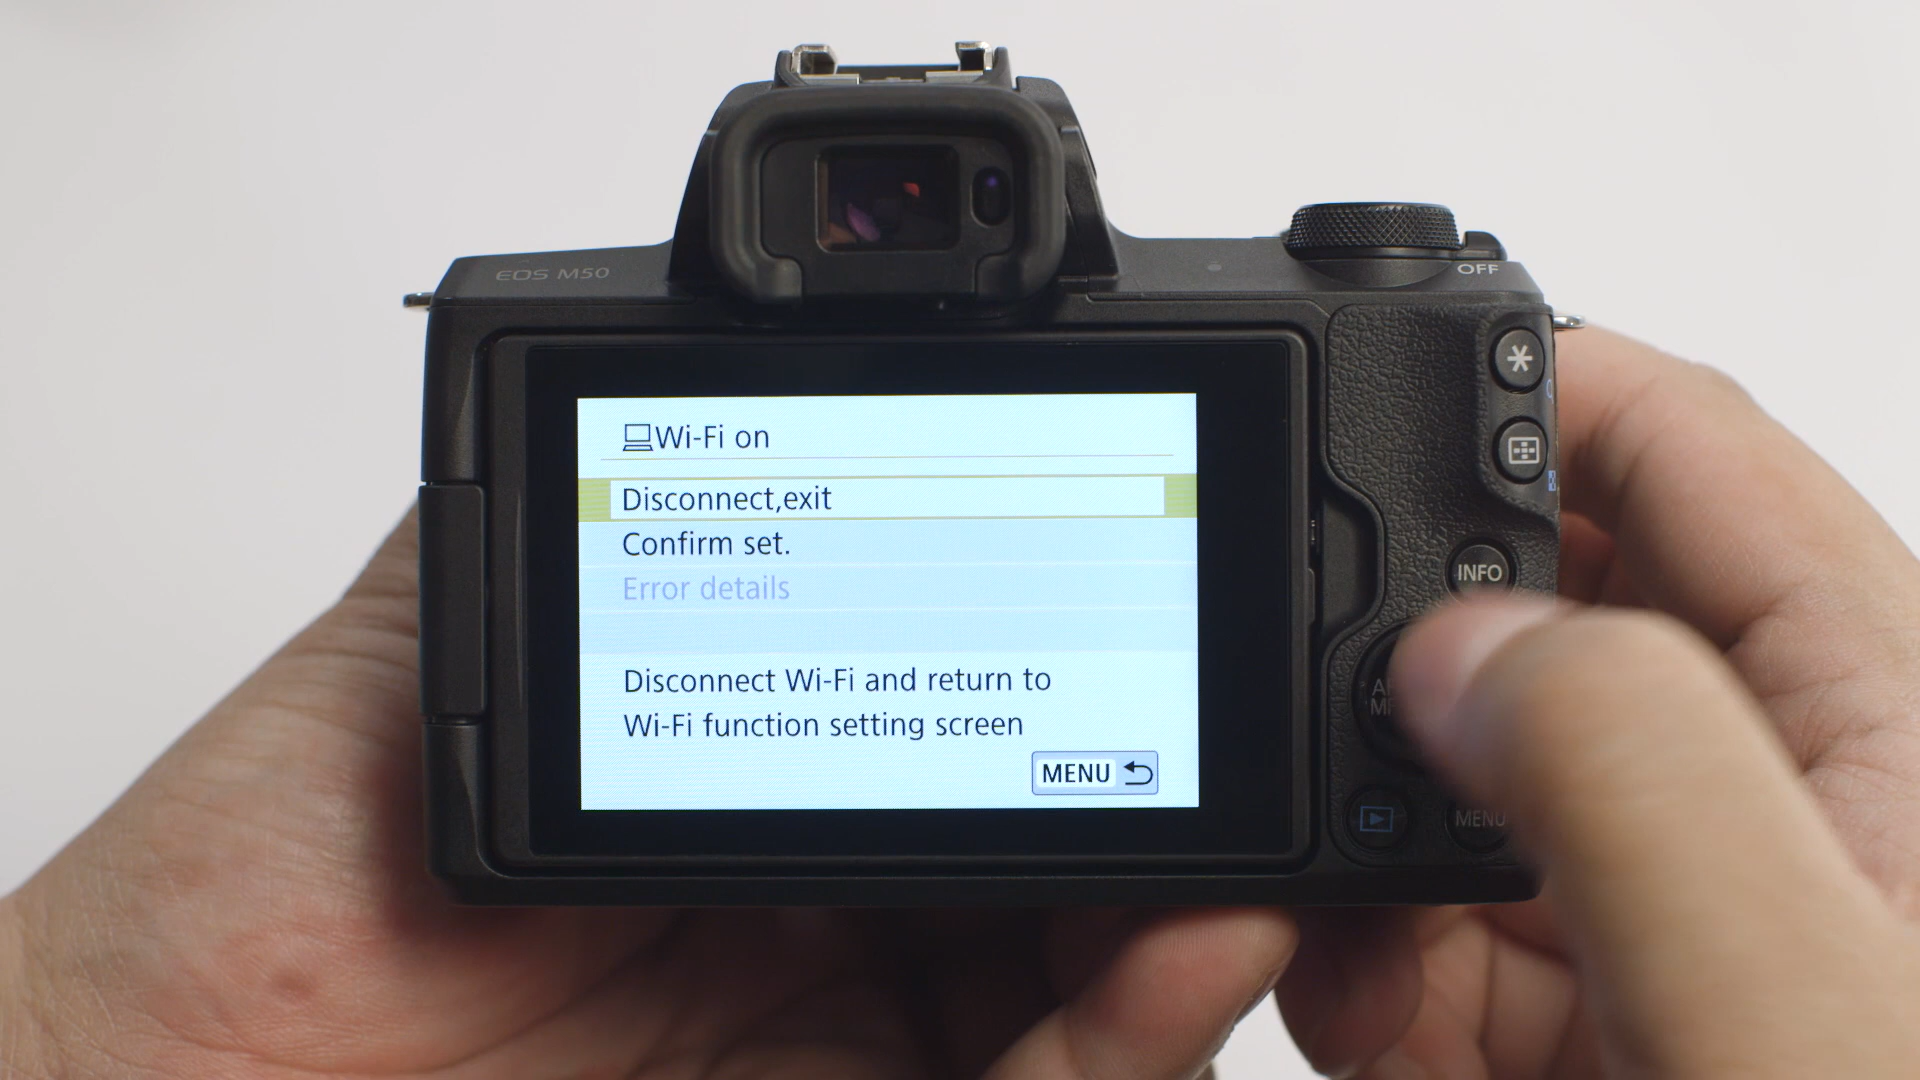 EOS M50
OFF
Wi-Fi on
Disconnect,exit
Confirm set.
Error details
Disconnect Wi-Fi and return to
Wi-Fi function setting screen
MENU
INFO
MENU